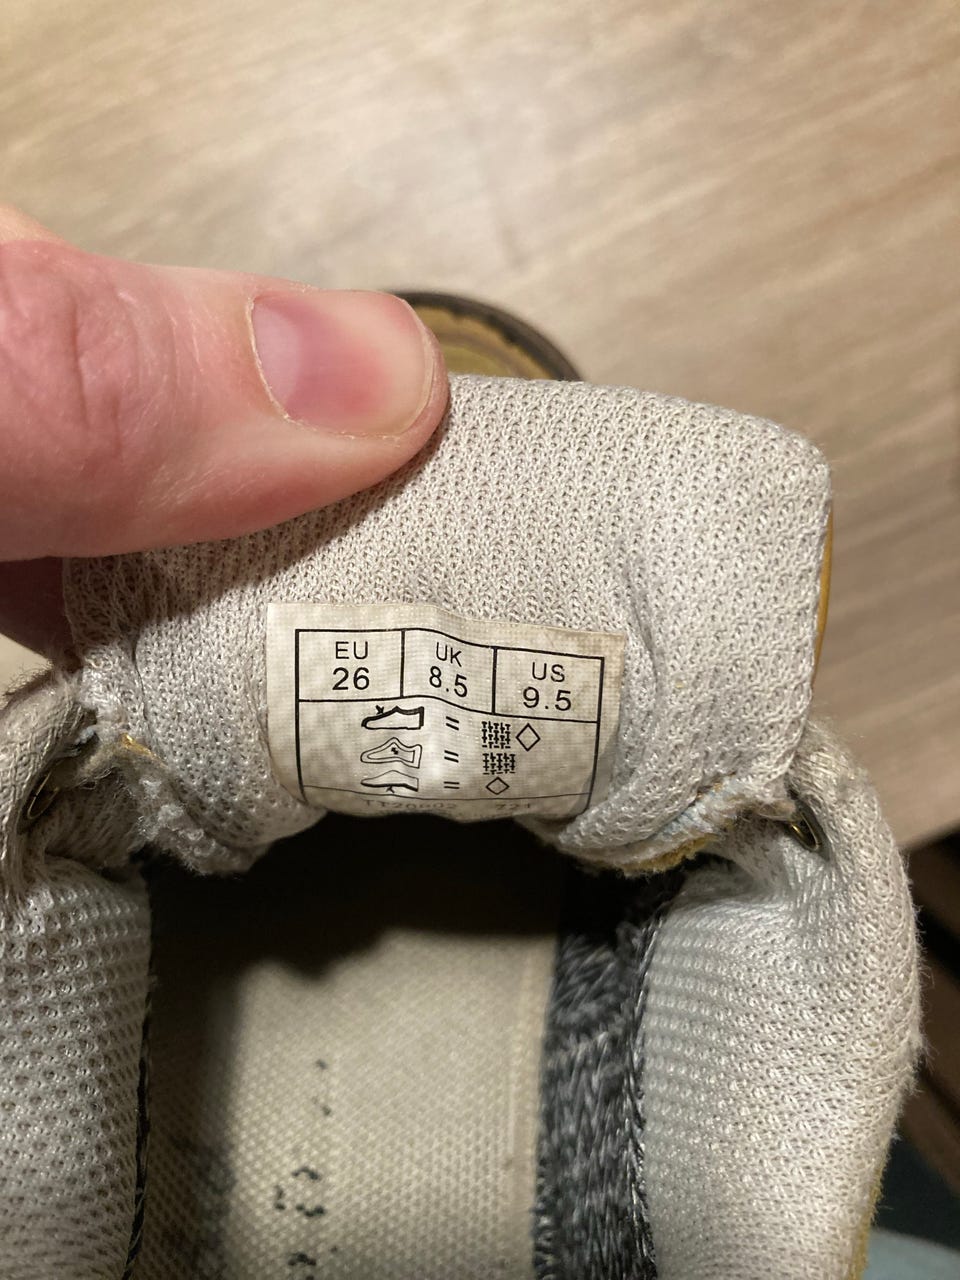 EU UK US
26 8.5 9.5
=
=
=